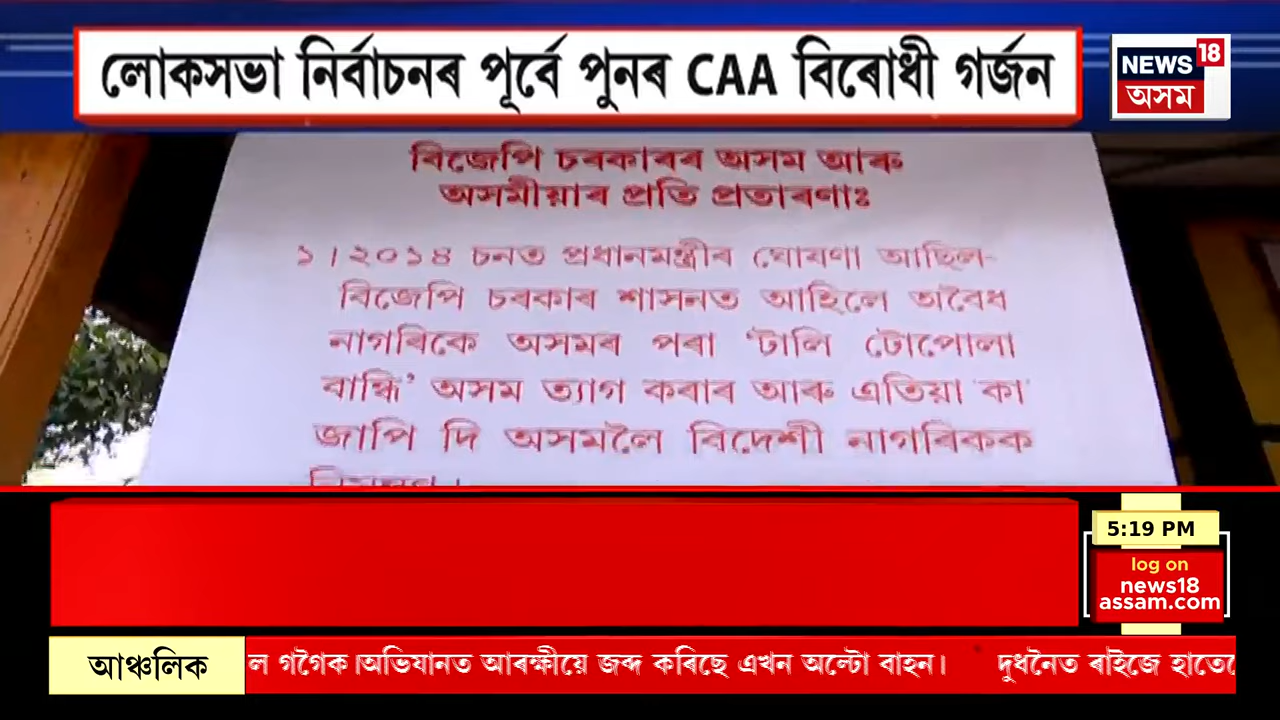 লোকসভা নিৰ্বাচনৰ পূৰ্বে পুনৰ CAA বিৰোধী গৰ্জন
NEWS 18
অসম
বিজেপি চৰকাৰৰ অসম আৰু
অসমীয়াৰ প্ৰতি প্ৰতাৰণাঃ
১।২০১৪ চনত প্ৰধানমন্ত্ৰীৰ ঘোষণা আছিল-
বিজেপি চৰকাৰ শাসনত আহিলে অবৈধ
নাগৰিকে অসমৰ পৰা 'টালি টোপোলা
বান্ধি' অসম ত্যাগ কৰাৰ আৰু এতিয়া কা
জাপি দি অসমলৈ বিদেশী নাগৰিকক
5:19 PM
log on
news18
assam.com
আঞ্চলিক
ল গগৈক।অভিযানত আৰক্ষীয়ে জব্দ কৰিছে এখন অল্টো বাহন। দুধনৈত ৰাইজে